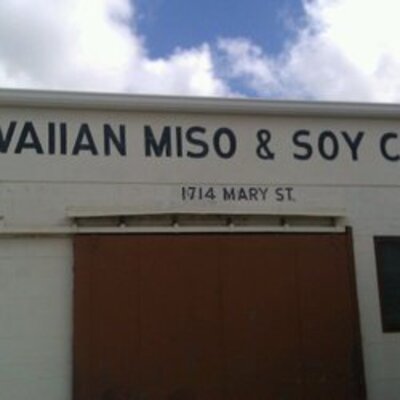 WAIIAN MISO & SOY C
1714 MARY ST.